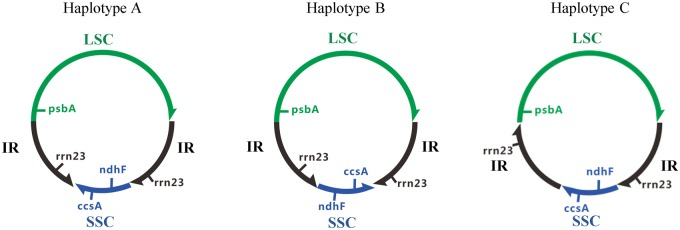 Haplotype A
LSC
psbA
IR
IR
rrn23
rrn23
ndhF
ccsA
SSC
Haplotype B
LSC
psbA
IR
IR
rrn23
rrn23
ccsA
ndhF
SSC
Haplotype C
LSC
psbA
rrn23
IR
IR
rrn23
ndhF
ccsA
SSC